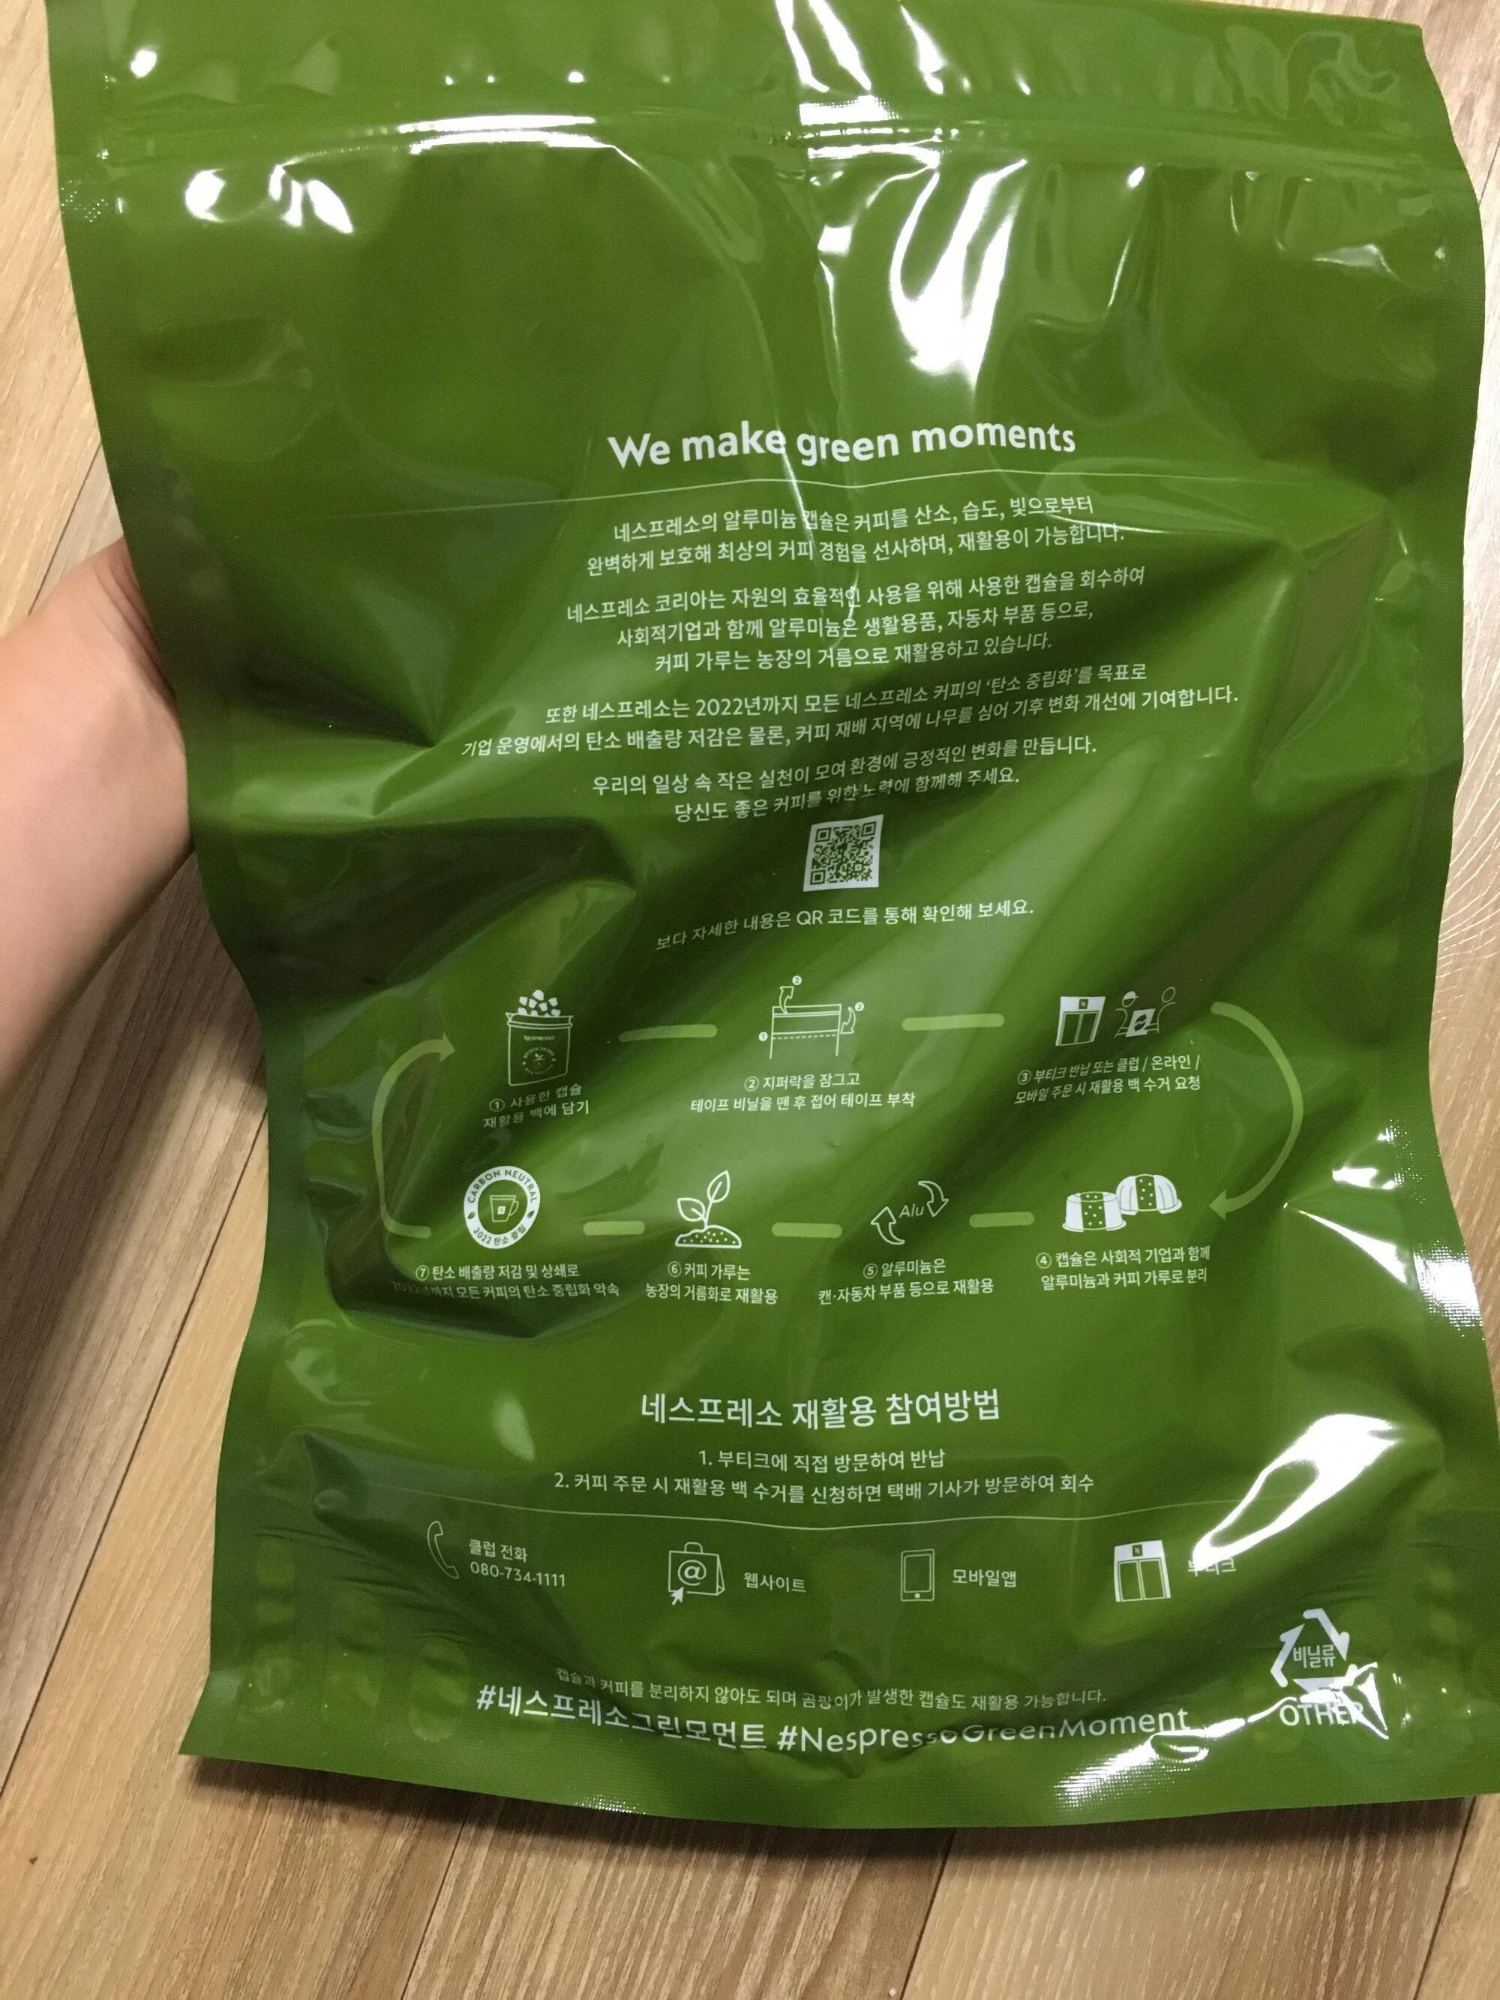 We make green moments
네스프레소의 알루미늄 캡슐은 커피를 산소, 습도, 빛으로부터
완벽하게 보호해 최상의 커피 경험을 선사하며, 재활용이 가능합니다.
네스프레소 코리아는 자원의 효율적인 사용을 위해 사용한 캡슐을 회수하여
사회적기업과 함께 알루미늄은 생활용품, 자동차 부품 등으로,
커피 가루는 농장의 거름으로 재활용하고 있습니다.
또한 네스프레소는 2022년까지 모든 네스프레소 커피의 '탄소 중립화'를 목표로
기업 운영에서의 탄소 배출량 저감은 물론, 커피 재배 지역에 나무를 심어 기후 변화 개선에 기여합니다.
우리의 일상 속 작은 실천이 모여 환경에 긍정적인 변화를 만듭니다.
당신도 좋은 커피를 위한 노력에 함께해 주세요.
보다 자세한 내용은 QR 코드를 통해 확인해 보세요.
① 사용한 캡슐
재활용 백에 담기
② 지퍼락을 잠그고
테이프 비닐을 뗀 후 접어 테이프 부착
③ 부티크 반납 또는 클럽 / 온라인 /
모바일 주문 시 재활용 백 수거 요청
CARBON NEUTRAL
2022 탄소 중립
Alu
⑦ 탄소 배출량 저감 및 상쇄로
2022년까지 모든 커피의 탄소 중립화 약속
⑥ 커피 가루는
농장의 거름화로 재활용
⑤ 알루미늄은
캔·자동차 부품 등으로 재활용
④ 캡슐은 사회적 기업과 함께
알루미늄과 커피 가루로 분리
네스프레소 재활용 참여방법
1. 부티크에 직접 방문하여 반납
2. 커피 주문 시 재활용 백 수거를 신청하면 택배 기사가 방문하여 회수
클럽 전화
080-734-1111
웹사이트
모바일앱
부티크
비닐류
OTHER
캡슐과 커피를 분리하지 않아도 되며 곰팡이가 발생한 캡슐도 재활용 가능합니다.
#네스프레소그린모먼트 #NespressoGreenMoment